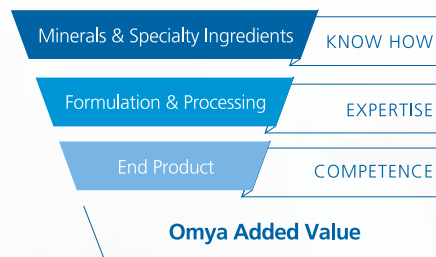 Minerals & Specialty Ingredients KNOW HOW
Formulation & Processing EXPERTISE
End Product COMPETENCE
Omya Added Value